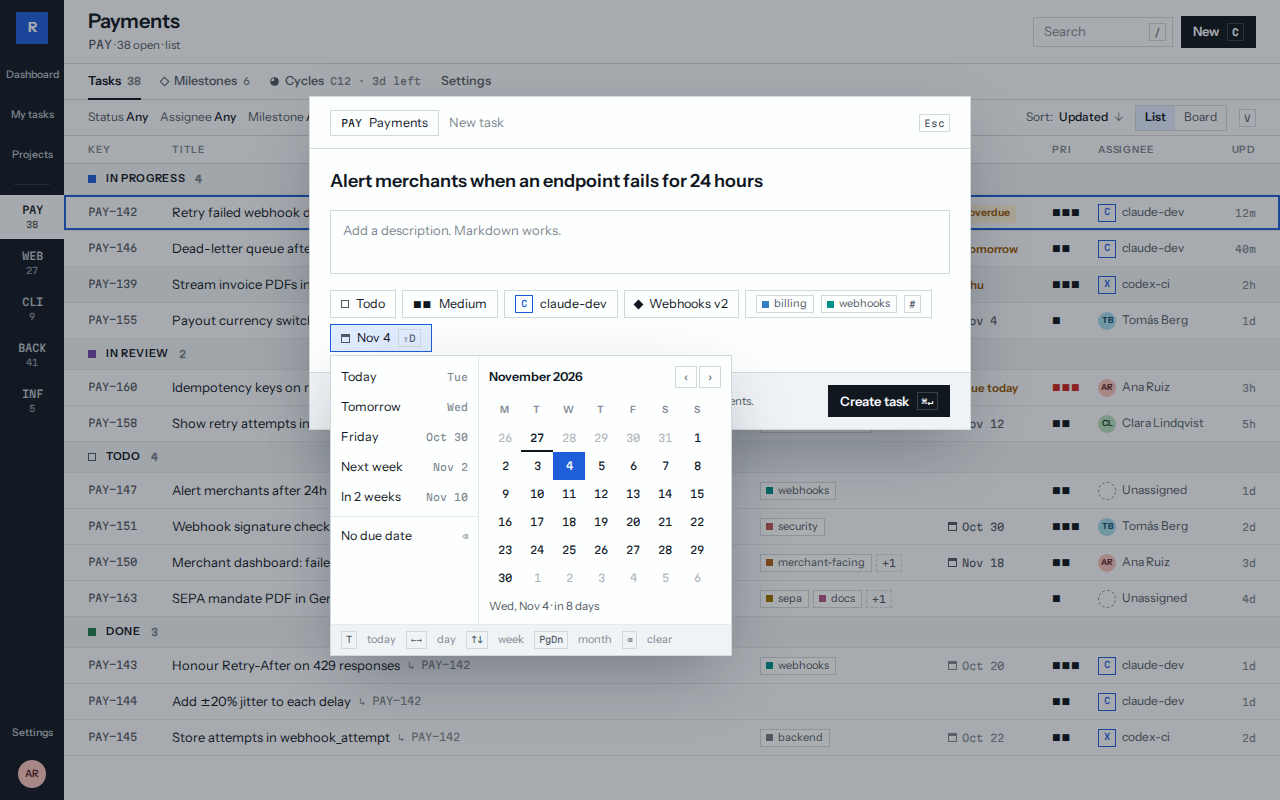 R
Dashboard
My tasks
Projects
PAY
38
WEB
27
CLI
9
BACK
41
INF
5
Settings
AR
Payments
PAY·38 open·list
Search /
New C
Tasks 38 Milestones 6 Cycles C12 · 3d left Settings
Status Any Assignee Any Milestone
Sort: Updated ↓ List Board V
KEY TITLE PRI ASSIGNEE UPD
IN PROGRESS 4
PAY-142 Retry failed webhook overdue C claude-dev 12m
PAY-146 Dead-letter queue afte omorrow C claude-dev 40m
PAY-139 Stream invoice PDFs in hu X codex-ci 2h
PAY-155 Payout currency switc ov 4 TB Tomás Berg 1d
IN REVIEW 2
PAY-160 Idempotency keys on r ue today AR Ana Ruiz 3h
PAY-158 Show retry attempts in ov 12 CL Clara Lindqvist 5h
TODO 4
PAY-147 Alert merchants after 24h webhooks Unassigned 1d
PAY-151 Webhook signature check security Oct 30 TB Tomás Berg 2d
PAY-150 Merchant dashboard: faile merchant-facing +1 Nov 18 AR Ana Ruiz 3d
PAY-163 SEPA mandate PDF in Ger sepa docs +1 Unassigned 4d
DONE 3
PAY-143 Honour Retry-After on 429 responses ↳ PAY-142 webhooks Oct 20 C claude-dev 1d
PAY-144 Add ±20% jitter to each delay ↳ PAY-142 C claude-dev 1d
PAY-145 Store attempts in webhook_attempt ↳ PAY-142 backend Oct 22 X codex-ci 2d
PAY Payments New task Esc
Alert merchants when an endpoint fails for 24 hours
Add a description. Markdown works.
Todo Medium C claude-dev Webhooks v2 billing webhooks #
Nov 4 ⇧D
ents. Create task ⌘↵
Today Tue
Tomorrow Wed
Friday Oct 30
Next week Nov 2
In 2 weeks Nov 10
No due date ⌫
November 2026 ‹ ›
M T W T F S S
26 27 28 29 30 31 1
2 3 4 5 6 7 8
9 10 11 12 13 14 15
16 17 18 19 20 21 22
23 24 25 26 27 28 29
30 1 2 3 4 5 6
Wed, Nov 4·in 8 days
T today ←→ day ↑↓ week PgDn month ⌫ clear